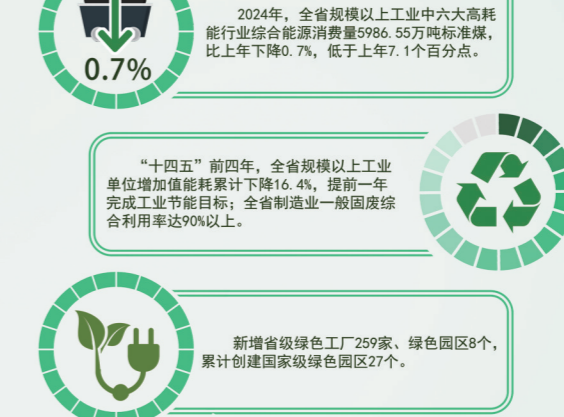 2024年，全省规模以上工业中六大高耗
能行业综合能源消费量5986.55万吨标准煤，
比上年下降0.7%，低于上年7.1个百分点。
0.7%
“十四五”前四年，全省规模以上工业
单位增加值能耗累计下降16.4%，提前一年
完成工业节能目标；全省制造业一般固废综
合利用率达90%以上。
新增省级绿色工厂259家、绿色园区8个，
累计创建国家级绿色园区27个。